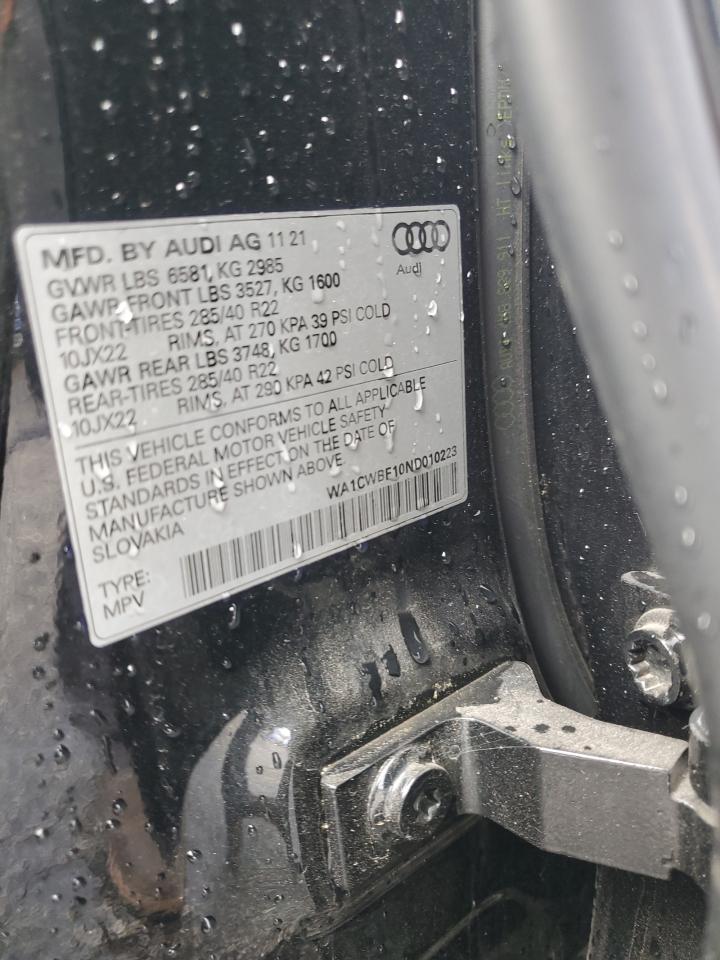 MFD. BY AUDI AG 11 21
GVWR LBS 6581, KG 2985
GAWR FRONT LBS 3527, KG 1600
FRONT-TIRES 285/40 R22
10JX22 RIMS, AT 270 KPA 39 PSI COLD
GAWR REAR LBS 3748, KG 1700
REAR-TIRES 285/40 R22
10JX22 RIMS, AT 290 KPA 42 PSI COLD
Audi
THIS VEHICLE CONFORMS TO ALL APPLICABLE
U.S. FEDERAL MOTOR VEHICLE SAFETY
STANDARDS IN EFFECT ON THE DATE OF
MANUFACTURE SHOWN ABOVE
SLOVAKIA
WA1CWBF10ND010223
TYPE:
MPV